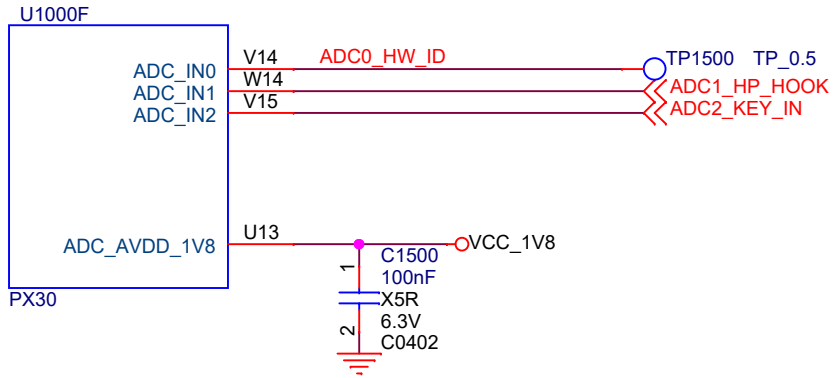 U1000F
V14 ADC0_HW_ID TP1500 TP_0.5
ADC_IN0
W14 ADC1_HP_HOOK
ADC_IN1
V15 ADC2_KEY_IN
ADC_IN2
U13
ADC_AVDD_1V8 VCC_1V8
C1500
1
100nF
PX30 X5R
6.3V
2
C0402